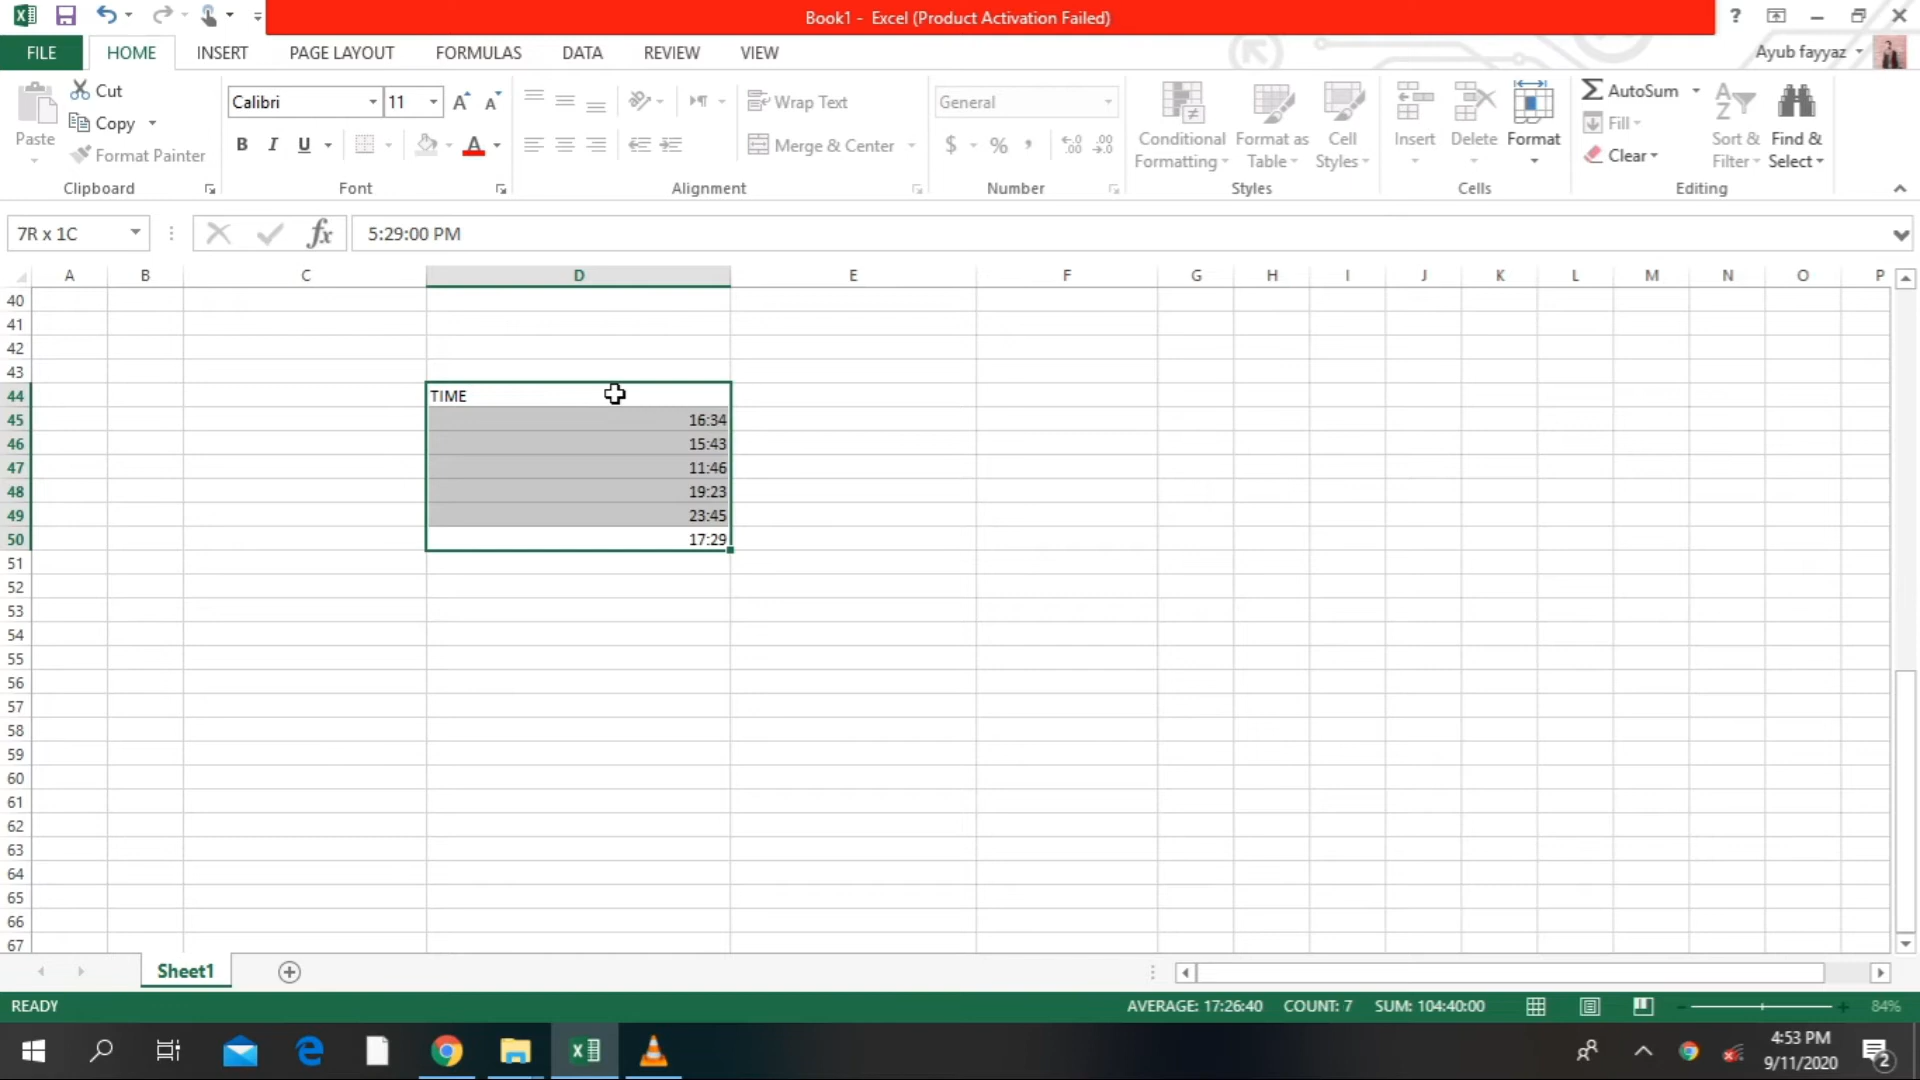 Book1 - Excel (Product Activation Failed)
?
FILE HOME INSERT PAGE LAYOUT FORMULAS DATA REVIEW VIEW
Ayub fayyaz
Paste
Cut
Copy
Format Painter
Clipboard
Calibri 11
B I U
Font
Wrap Text
Merge & Center
Alignment
General
$ % ,
Number
Conditional Formatting
Format as Table
Cell Styles
Styles
Insert Delete Format
Cells
AutoSum
Fill
Clear
Sort & Filter
Find & Select
Editing
7R x 1C
fx
5:29:00 PM
A B C D E F G H I J K L M N O P
40
41
42
43
44 TIME
45 16:34
46 15:43
47 11:46
48 19:23
49 23:45
50 17:29
51
52
53
54
55
56
57
58
59
60
61
62
63
64
65
66
67
Sheet1
READY
AVERAGE: 17:26:40 COUNT: 7 SUM: 104:40:00
84%
4:53 PM
9/11/2020
2